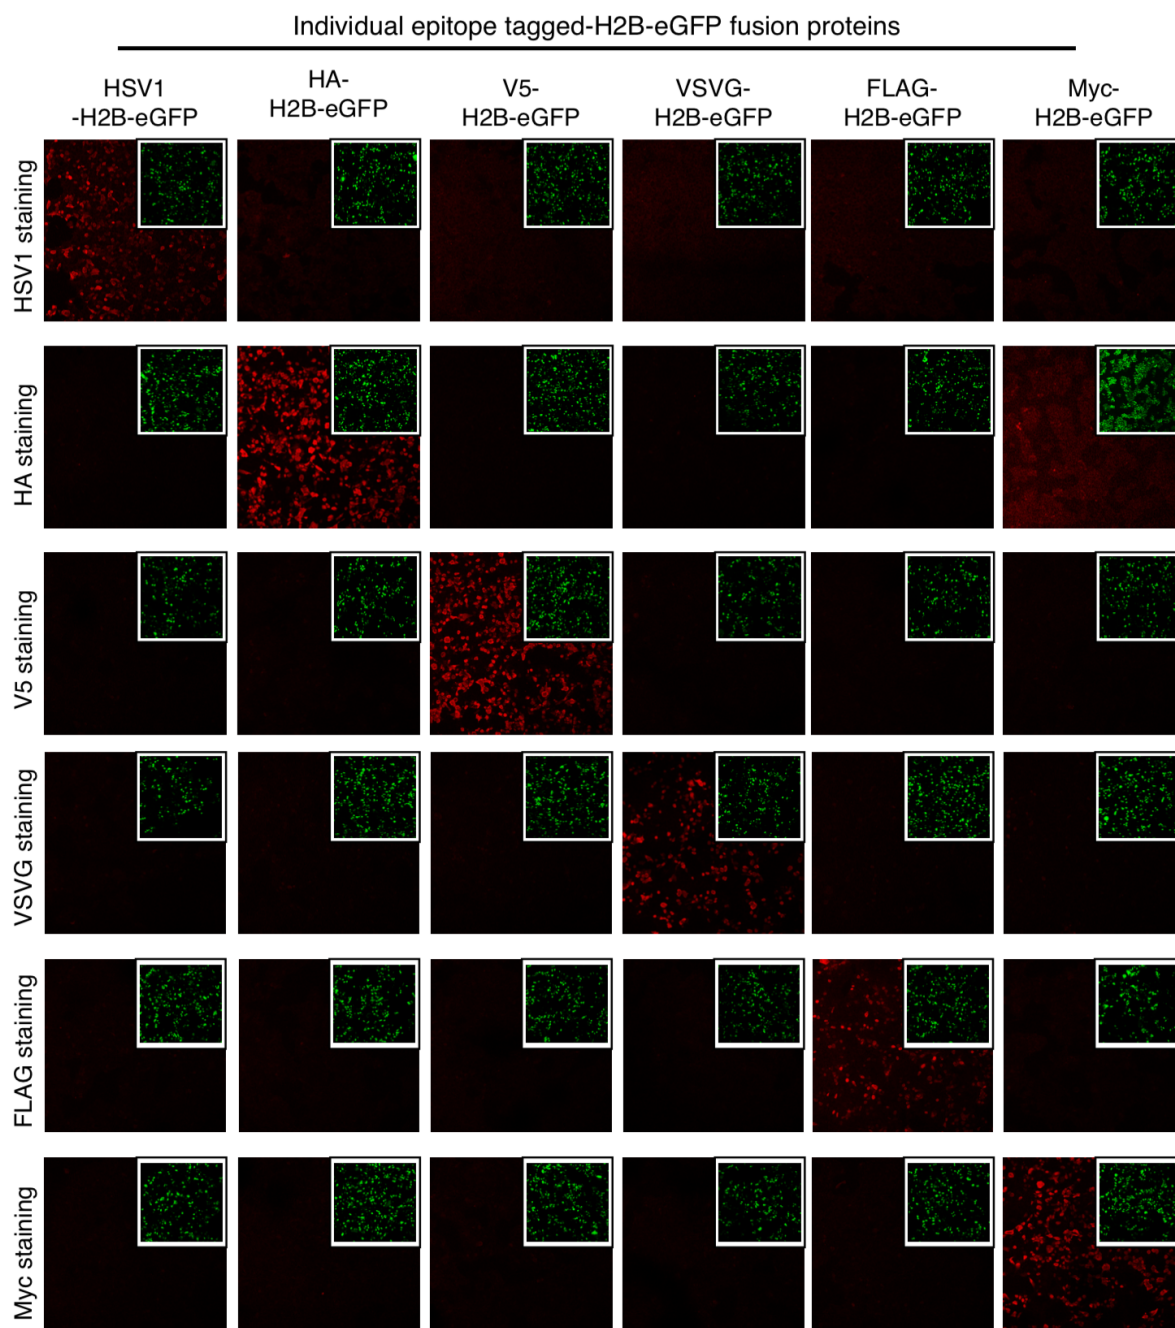 Individual epitope tagged-H2B-eGFP fusion proteins
HSV1
-H2B-eGFP
HA-
H2B-eGFP
V5-
H2B-eGFP
VSVG-
H2B-eGFP
FLAG-
H2B-eGFP
Myc-
H2B-eGFP
HSV1 staining
HA staining
V5 staining
VSVG staining
FLAG staining
Myc staining